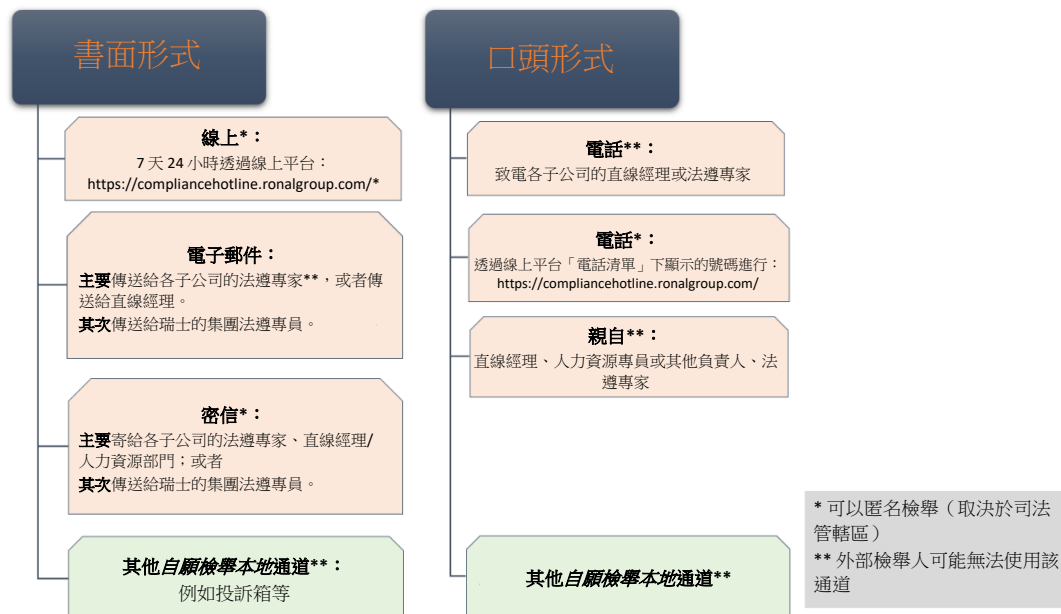 書面形式
線上*：
7 天 24 小時透過線上平台：
https://compliancehotline.ronalgroup.com/*
電子郵件：
主要傳送給各子公司的法遵專家**，或者傳
送給直線經理。
其次傳送給瑞士的集團法遵專員。
密信*：
主要寄給各子公司的法遵專家、直線經理/
人力資源部門；或者
其次傳送給瑞士的集團法遵專員。
其他自願檢舉本地通道**：
例如投訴箱等
口頭形式
電話**：
致電各子公司的直線經理或法遵專家
電話*：
透過線上平台「電話清單」下顯示的號碼進行：
https://compliancehotline.ronalgroup.com/
親自**：
直線經理、人力資源專員或其他負責人、法
遵專家
其他自願檢舉本地通道**
* 可以匿名檢舉（取決於司法
管轄區）
** 外部檢舉人可能無法使用該
通道